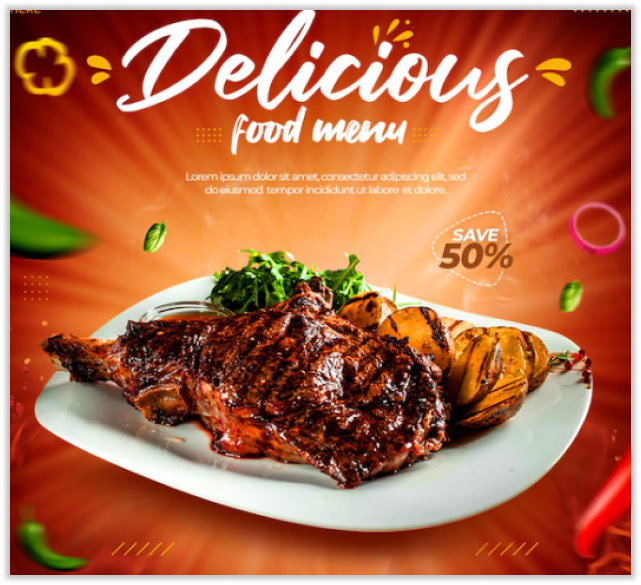 Delicious
food menu
Lorem ipsum dolor sit amet, consectetur adipiscing elit, sed
do eiusmod tempor incididunt ut labore et dolore.
SAVE
50%